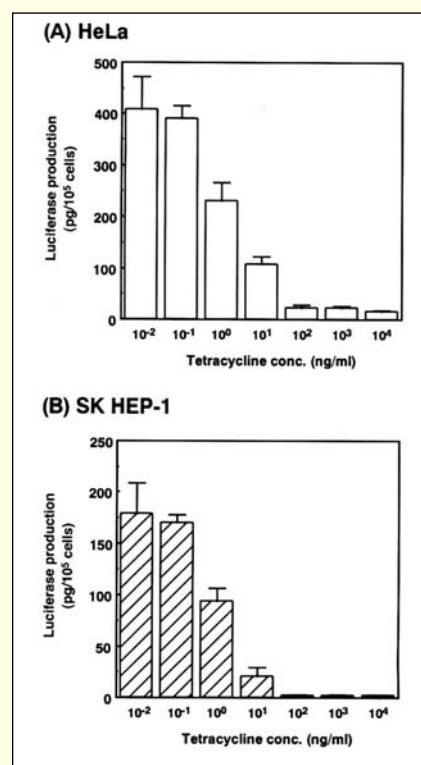 (A) HeLa
500
400
300
200
100
0
Luciferase production
(pg/10⁵ cells)
10⁻² 10⁻¹ 10⁰ 10¹ 10² 10³ 10⁴
Tetracycline conc. (ng/ml)
(B) SK HEP-1
250
200
150
100
50
0
Luciferase production
(pg/10⁵ cells)
10⁻² 10⁻¹ 10⁰ 10¹ 10² 10³ 10⁴
Tetracycline conc. (ng/ml)